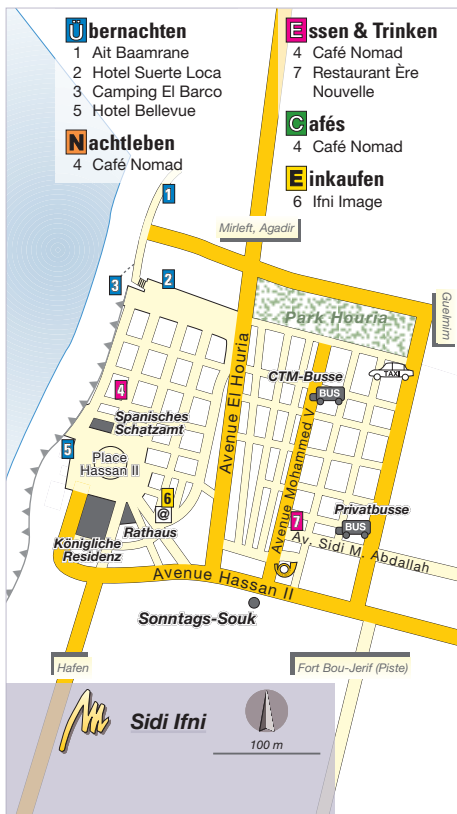 Übernachten
1 Ait Baamrane
2 Hotel Suerte Loca
3 Camping El Barco
5 Hotel Bellevue
Nachtleben
4 Café Nomad
Essen & Trinken
4 Café Nomad
7 Restaurant Ère
Nouvelle
Cafés
4 Café Nomad
Einkaufen
6 Ifni Image
1
Mirleft, Agadir
3
2
Guelmim
Park Houria
TAXI
CTM-Busse
BUS
4
Avenue El Houria
Avenue Mohammed V
Spanisches
Schatzamt
5
Place
Hassan II
6
@
7
Privatbusse
BUS
Rathaus
Av. Sidi M. Abdallah
Königliche
Residenz
Avenue Hassan II
Sonntags-Souk
Hafen
Fort Bou-Jerif (Piste)
Sidi Ifni
100 m